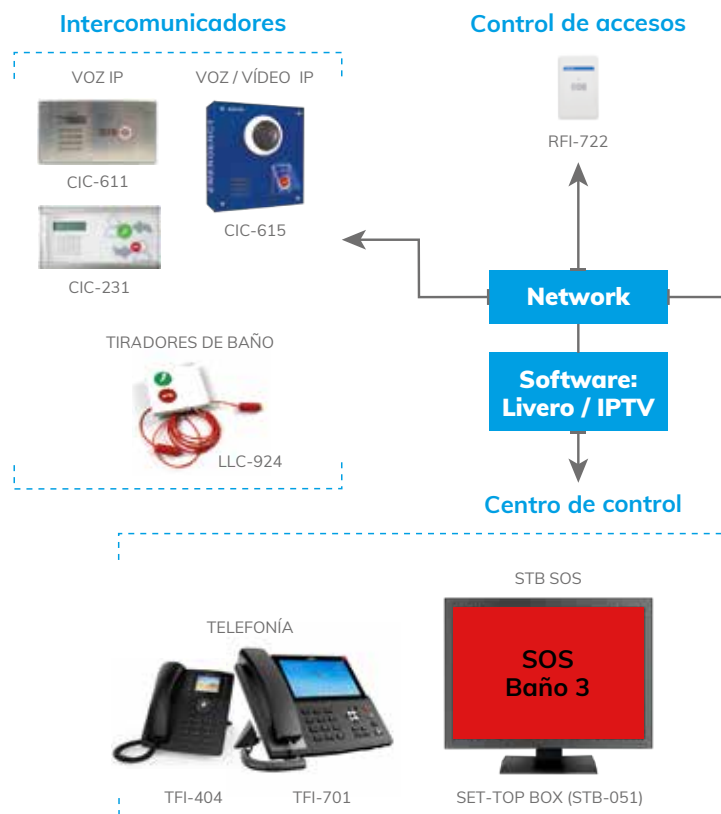 Intercomunicadores
Control de accesos
VOZ IP
VOZ / VÍDEO IP
EMERGENCY
RFI-722
CIC-611
CIC-615
CIC-231
Network
TIRADORES DE BAÑO
Software:
Livero / IPTV
LLC-924
Centro de control
STB SOS
TELEFONÍA
SOS
Baño 3
TFI-404
TFI-701
SET-TOP BOX (STB-051)